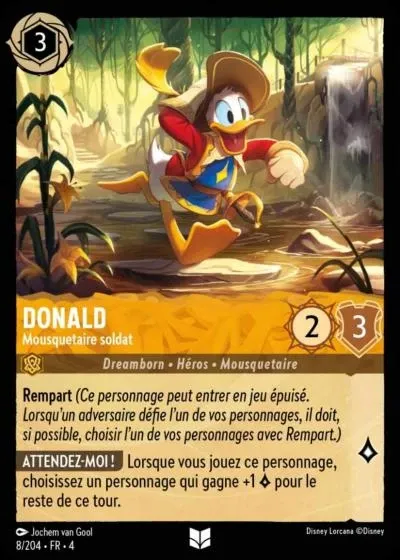 3
DONALD
Mousquetaire soldat
2
3
Dreamborn • Héros • Mousquetaire
Rempart (Ce personnage peut entrer en jeu épuisé.
Lorsqu'un adversaire défie l'un de vos personnages, il doit,
si possible, choisir l'un de vos personnages avec Rempart.)
ATTENDEZ-MOI ! Lorsque vous jouez ce personnage,
choisissez un personnage qui gagne +1 pour le
reste de ce tour.
Jochem van Gool
Disney Lorcana ©Disney
8/204 • FR • 4